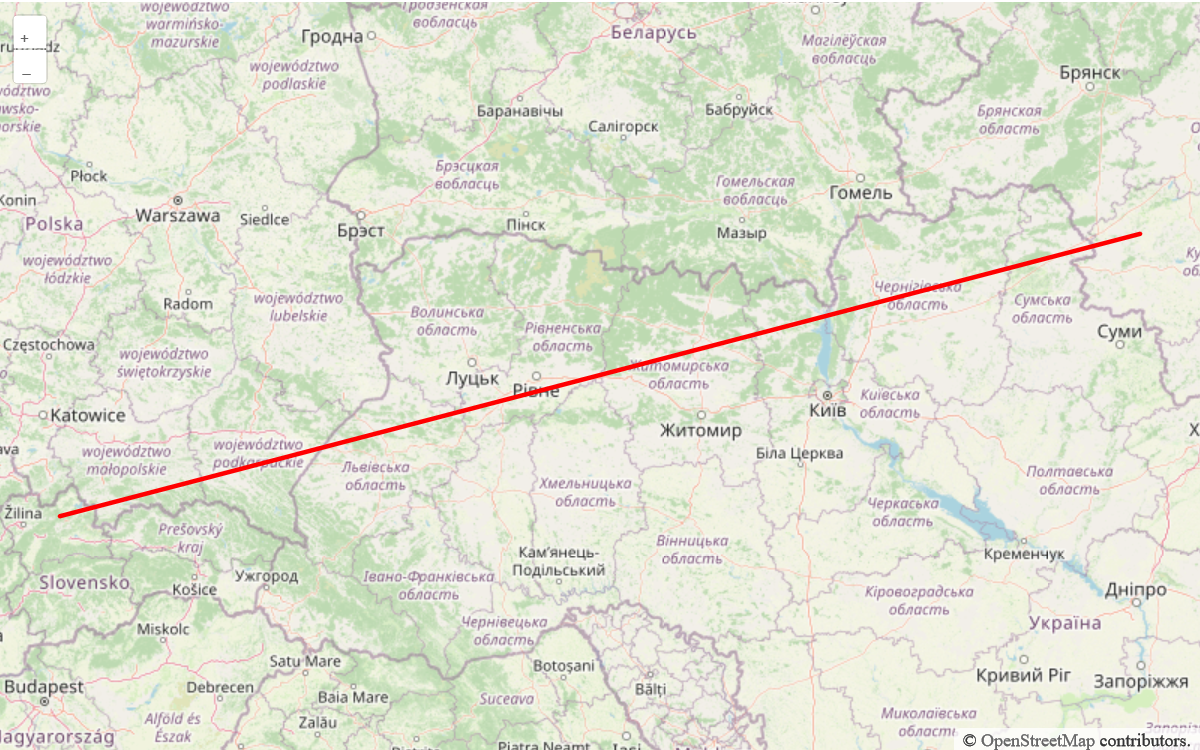 Гродзенская
вобласць
województwo
warmińsko-
mazurskie
Гродна
Беларусь
Магілёўская
вобласць
+
–
województwo
podlaskie
Брянск
Баранавічы
Бабруйск
Салігорск
Брянская
область
Płock
Брэсцкая
вобласць
Гомельская
вобласць
Гомель
Konin
Warszawa
Siedlce
Polska
Брэст
Пінск
Мазыр
województwo
łódzkie
Radom
województwo
lubelskie
Чернігівська
область
Сумська
область
Волинська
область
Рівненська
область
Суми
Częstochowa
województwo
świętokrzyskie
Луцьк
Рівне
Житомирська
область
Київ
Київська
область
Katowice
Житомир
województwo
małopolskie
województwo
podkarpackie
Львівська
область
Біла Церква
Полтавська
область
Хмельницька
область
Черкаська
область
Žilina
Prešovský
kraj
Вінницька
область
Кам'янець-
Подільський
Кременчук
Slovensko
Košice
Ужгород
Івано-Франківська
область
Кіровоградська
область
Дніпро
Україна
Miskolc
Чернівецька
область
Satu Mare
Botoșani
Кривий Ріг
Запоріжжя
Budapest
Debrecen
Baia Mare
Suceava
Bălți
Zalău
Alföld és
Észak
Миколаївська
область
Magyarország
Piatra Neamț
Iași
© OpenStreetMap contributors.